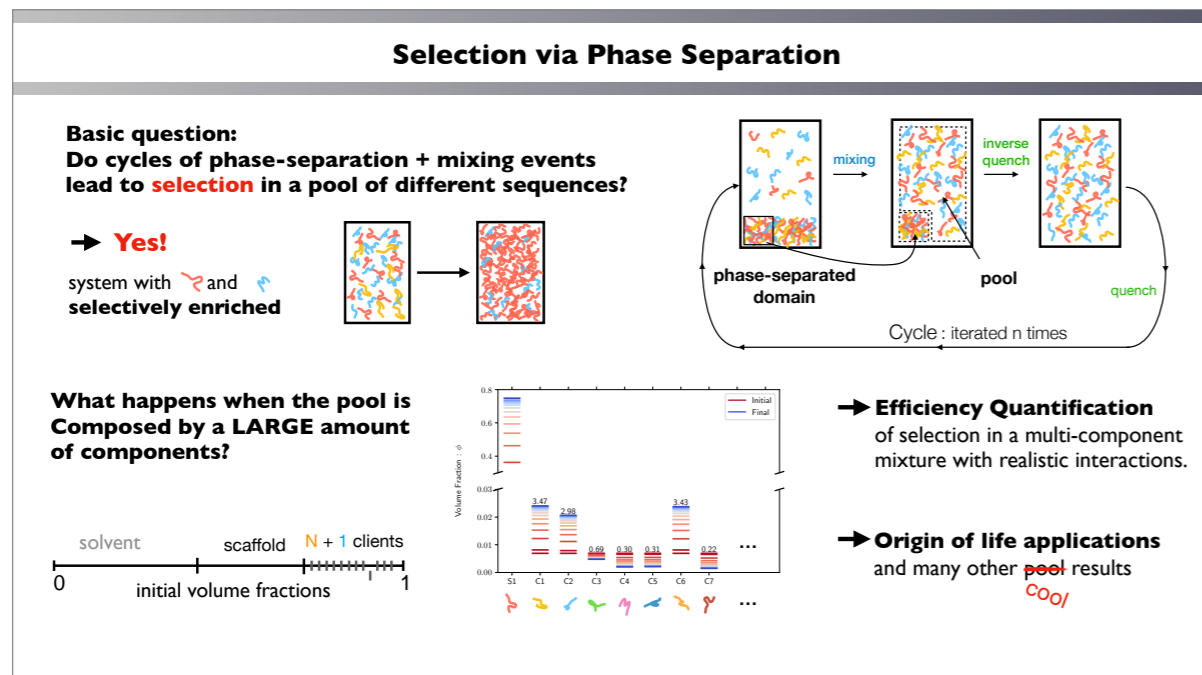 Selection via Phase Separation
Basic question:
Do cycles of phase-separation + mixing events
lead to selection in a pool of different sequences?
Yes!
system with and
selectively enriched
mixing
inverse
quench
phase-separated
domain
pool
quench
Cycle : iterated n times
What happens when the pool is
Composed by a LARGE amount
of components?
solvent
scaffold
N + 1 clients
0
1
initial volume fractions
Volume Fraction : ϕ
0.8
0.6
0.4
0.03
0.02
0.01
0.00
Initial
Final
3.47
2.98
0.69
0.30
0.31
3.43
0.22
...
S1 C1 C2 C3 C4 C5 C6 C7 ...
...
Efficiency Quantification
of selection in a multi-component
mixture with realistic interactions.
Origin of life applications
and many other pool results
cool